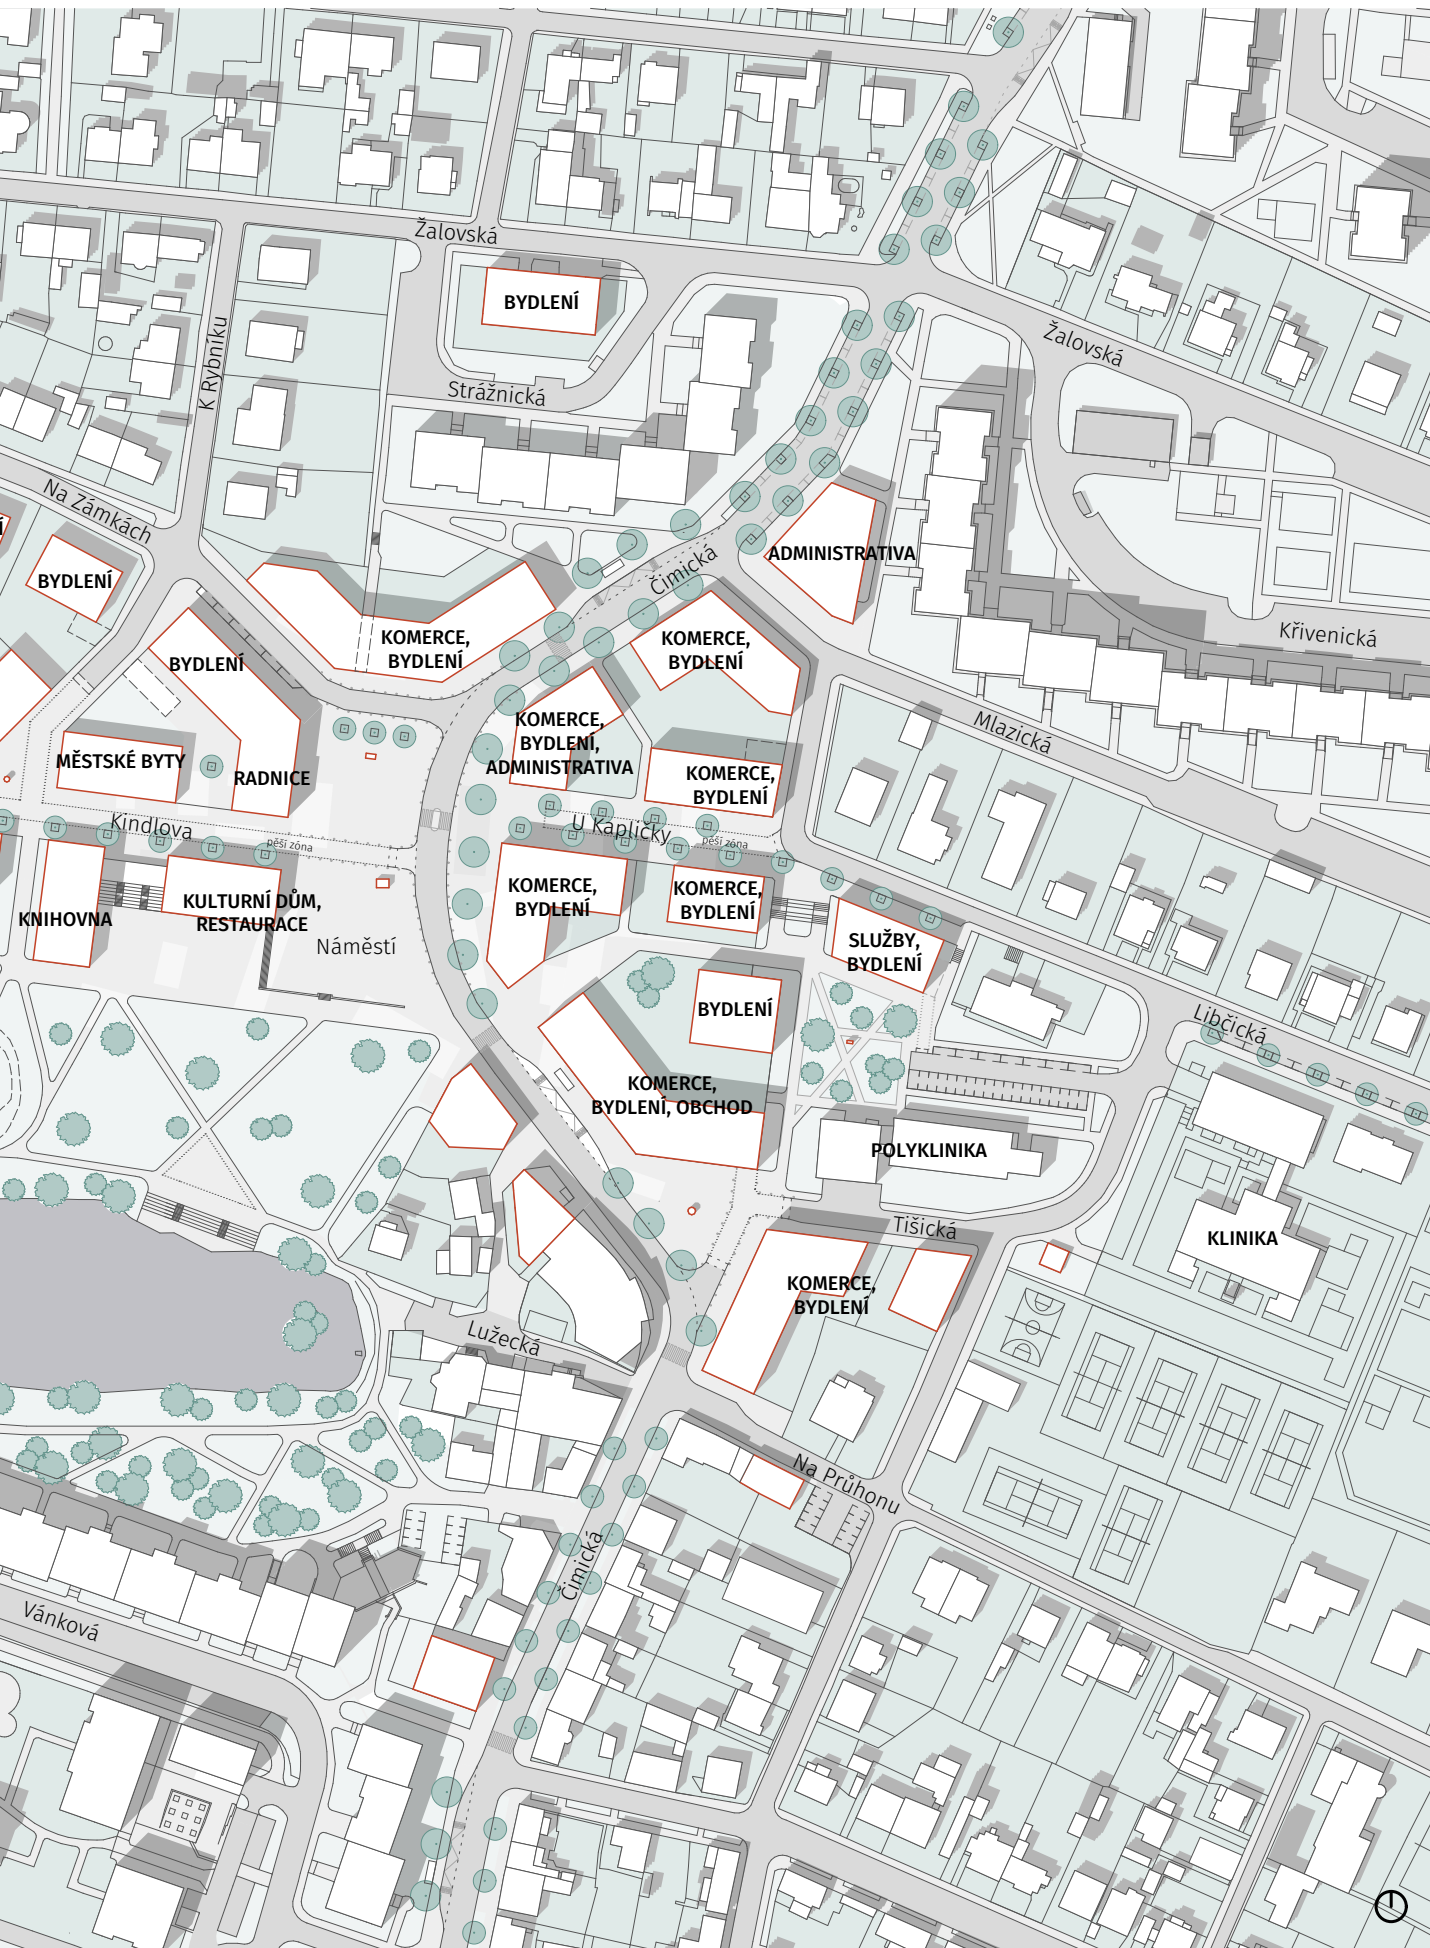 Žalovská
BYDLENÍ
Žalovská
K Rybníku
Strážnická
Na Zámkách
Čimická
ADMINISTRATIVA
BYDLENÍ
Křivenická
KOMERCE,
BYDLENÍ
KOMERCE,
BYDLENÍ
BYDLENÍ
KOMERCE,
BYDLENÍ,
ADMINISTRATIVA
Mlazická
MĚSTSKÉ BYTY
RADNICE
KOMERCE,
BYDLENÍ
Kindlova
pěší zóna
U Kapličky
pěší zóna
KNIHOVNA
KULTURNÍ DŮM,
RESTAURACE
KOMERCE,
BYDLENÍ
KOMERCE,
BYDLENÍ
Náměstí
SLUŽBY,
BYDLENÍ
BYDLENÍ
Libčická
KOMERCE,
BYDLENÍ, OBCHOD
POLYKLINIKA
Tišická
KLINIKA
KOMERCE,
BYDLENÍ
Lužecká
Na Průhonu
Čimická
Vánková